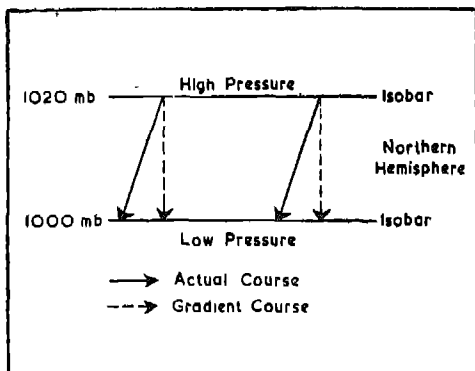 High Pressure
1020 mb
Isobar
Northern
Hemisphere
1000 mb
Isobar
Low Pressure
Actual Course
Gradient Course